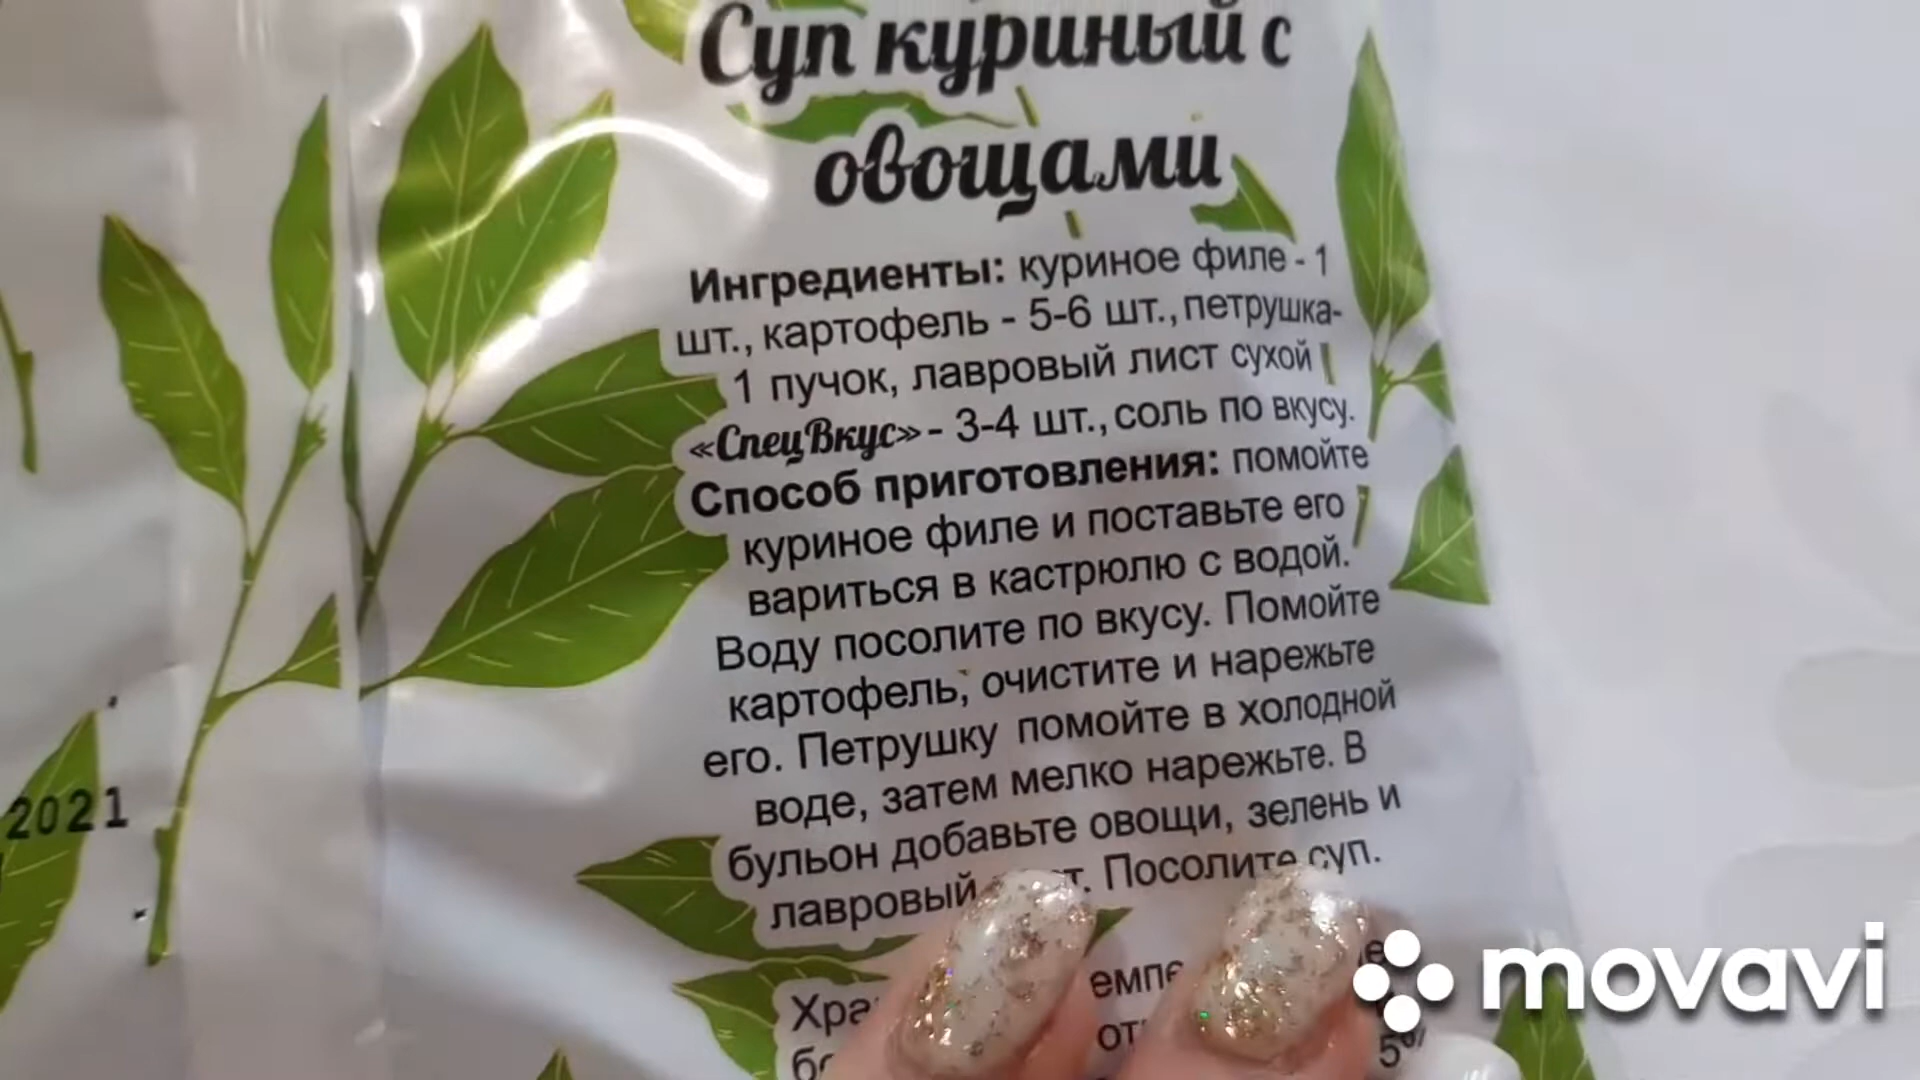 Суп куриный с
овощами
Ингредиенты: куриное филе - 1
шт., картофель - 5-6 шт., петрушка-
1 пучок, лавровый лист сухой
«СпецВкус» - 3-4 шт., соль по вкусу.
Способ приготовления: помойте
куриное филе и поставьте его
вариться в кастрюлю с водой.
Воду посолите по вкусу. Помойте
картофель, очистите и нарежьте
его. Петрушку помойте в холодной
воде, затем мелко нарежьте. В
бульон добавьте овощи, зелень и
лавровый Посолите суп.
2021
movavi